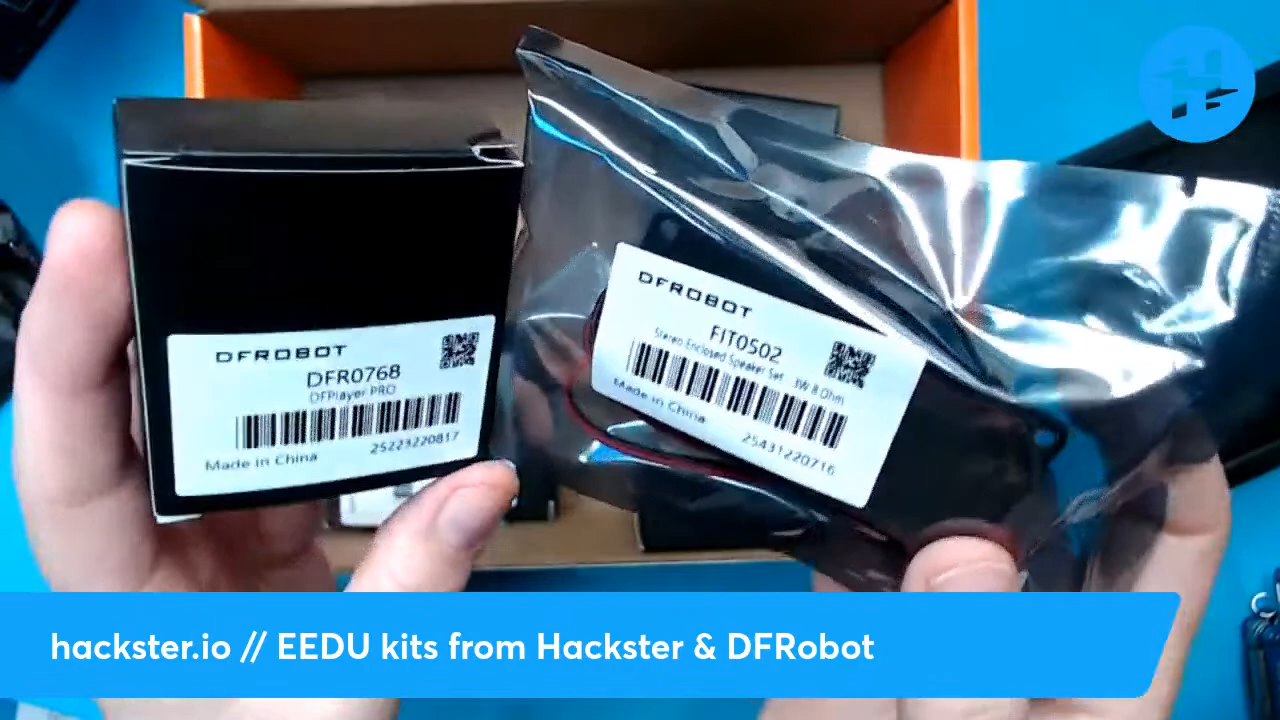 DFROBOT
DFR0768
DFPlayer PRO
Made in China
25223220817
DFROBOT
FIT0502
Stereo Enclosed Speaker Set 3W 8 Ohm
Made in China
25431220716
hackster.io // EEDU kits from Hackster & DFRobot